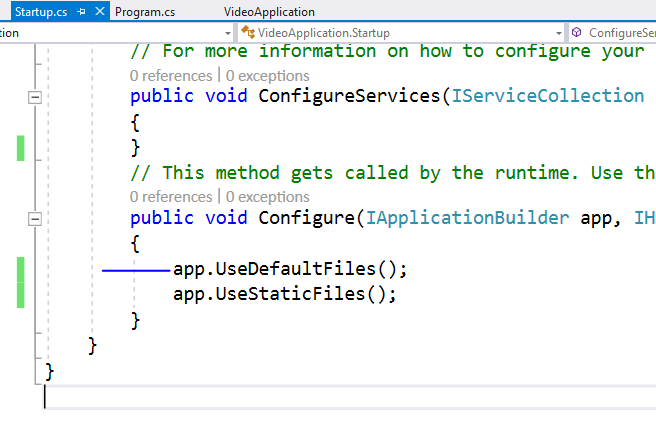 Startup.cs Program.cs VideoApplication
tion VideoApplication.Startup ConfigureSer
// For more information on how to configure your
0 references | 0 exceptions
public void ConfigureServices(IServiceCollection
{
}
// This method gets called by the runtime. Use th
0 references | 0 exceptions
public void Configure(IApplicationBuilder app, IH
{
app.UseDefaultFiles();
app.UseStaticFiles();
}
}
}